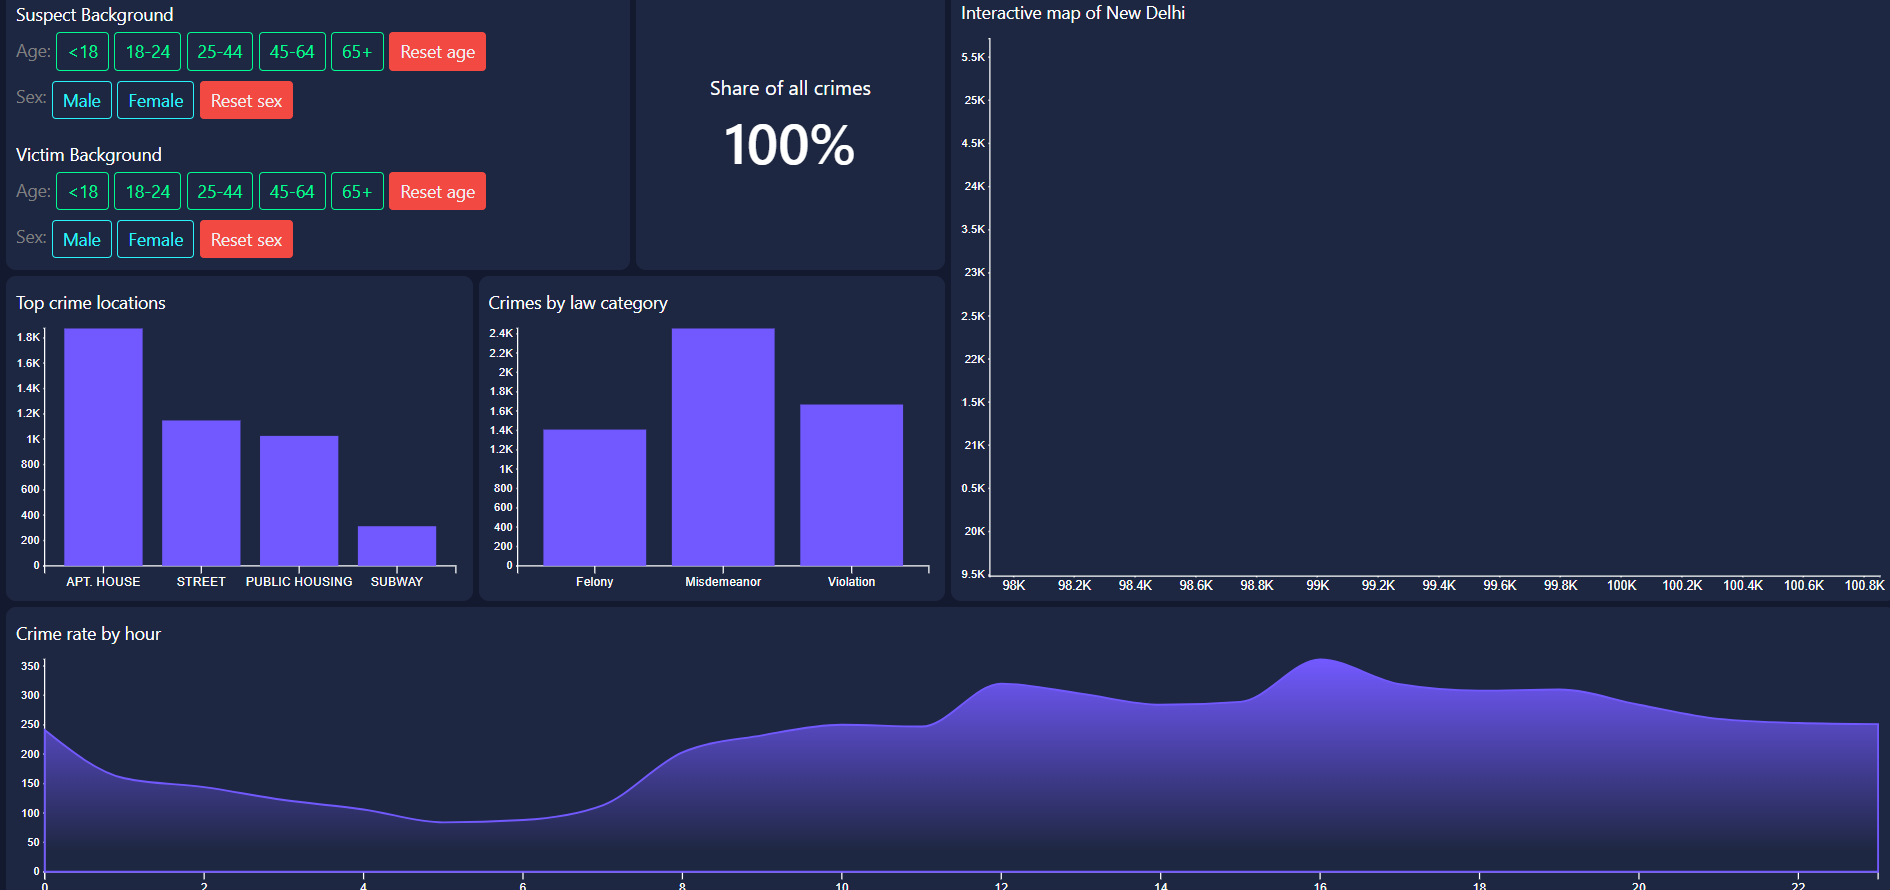 Suspect Background
Age: <18 18-24 25-44 45-64 65+ Reset age
Sex: Male Female Reset sex
Victim Background
Age: <18 18-24 25-44 45-64 65+ Reset age
Sex: Male Female Reset sex
Share of all crimes
100%
Interactive map of New Delhi
5.5K
25K
4.5K
24K
3.5K
23K
2.5K
22K
1.5K
21K
0.5K
20K
9.5K
98K 98.2K 98.4K 98.6K 98.8K 99K 99.2K 99.4K 99.6K 99.8K 100K 100.2K 100.4K 100.6K 100.8K
Top crime locations
1.8K
1.6K
1.4K
1.2K
1K
800
600
400
200
0
APT. HOUSE STREET PUBLIC HOUSING SUBWAY
Crimes by law category
2.4K
2.2K
2K
1.8K
1.6K
1.4K
1.2K
1K
800
600
400
200
0
Felony Misdemeanor Violation
Crime rate by hour
350
300
250
200
150
100
50
0
0 2 4 6 8 10 12 14 16 18 20 22